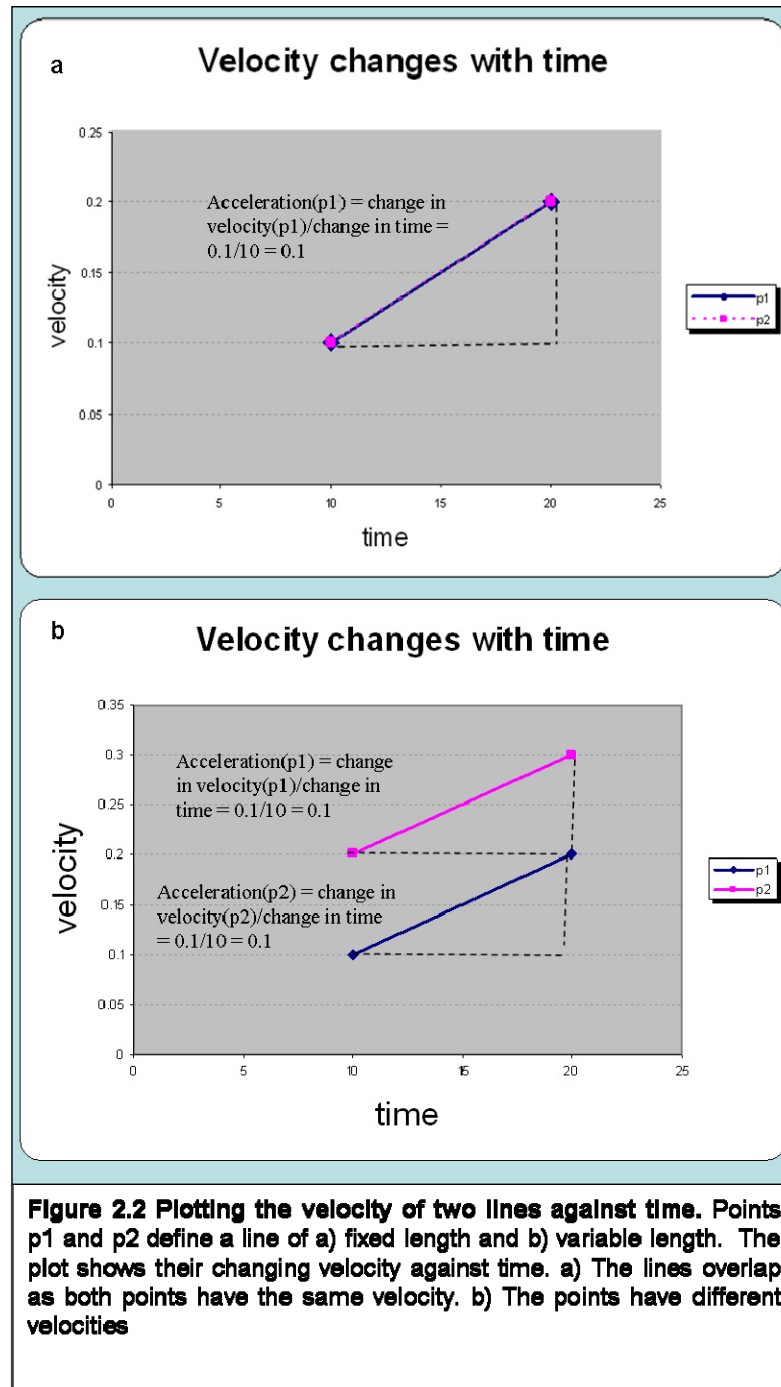 a
Velocity changes with time
0.25
0.2
0.15
0.1
0.05
0
velocity
Acceleration(p1) = change in
velocity(p1)/change in time =
0.1/10 = 0.1
p1
p2
0
5
10
15
20
25
time
b
Velocity changes with time
0.35
0.3
0.25
0.2
0.15
0.1
0.05
0
velocity
Acceleration(p1) = change
in velocity(p1)/change in
time = 0.1/10 = 0.1
Acceleration(p2) = change in
velocity(p2)/change in time
= 0.1/10 = 0.1
p1
p2
0
5
10
15
20
25
time
Figure 2.2 Plotting the velocity of two lines against time. Points
p1 and p2 define a line of a) fixed length and b) variable length. The
plot shows their changing velocity against time. a) The lines overlap
as both points have the same velocity. b) The points have different
velocities